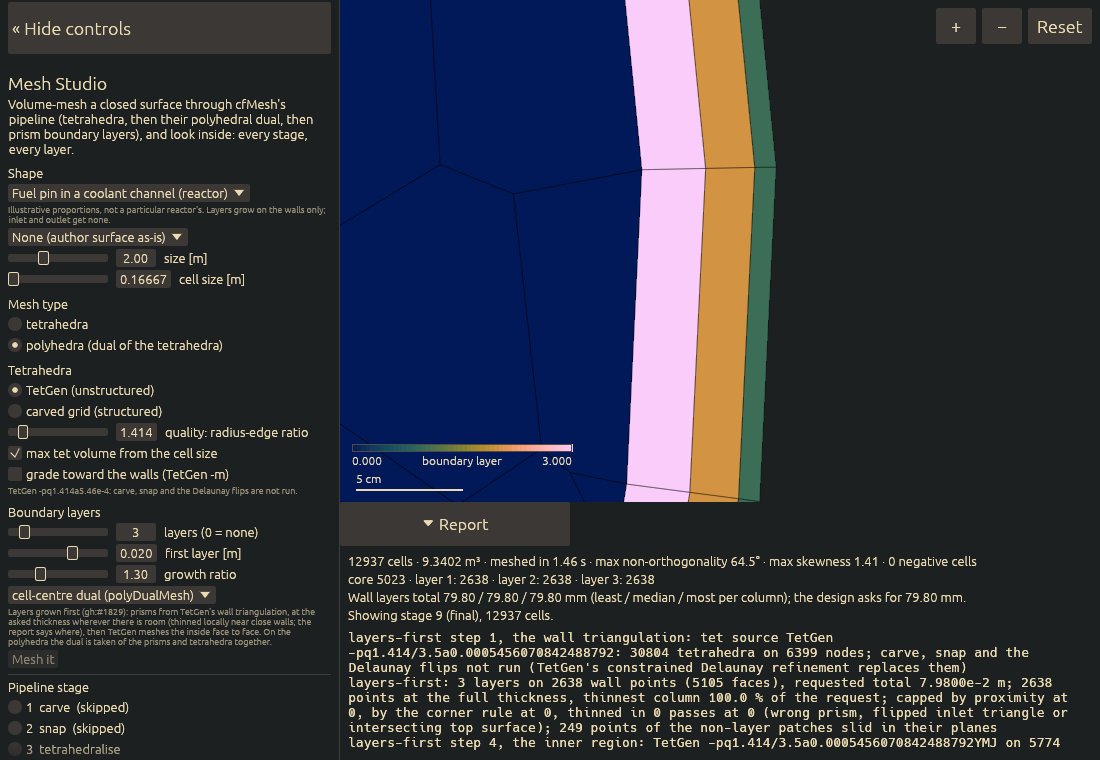 « Hide controls
+
−
Reset
Mesh Studio
Volume-mesh a closed surface through cfMesh's
pipeline (tetrahedra, then their polyhedral dual, then
prism boundary layers), and look inside: every stage,
every layer.
Shape
Fuel pin in a coolant channel (reactor)
Illustrative proportions, not a particular reactor's. Layers grow on the walls only;
inlet and outlet get none.
None (author surface as-is)
2.00 size [m]
0.16667 cell size [m]
Mesh type
tetrahedra
polyhedra (dual of the tetrahedra)
Tetrahedra
TetGen (unstructured)
carved grid (structured)
1.414 quality: radius-edge ratio
max tet volume from the cell size
grade toward the walls (TetGen -m)
TetGen -pq1.414a5.46e-4: carve, snap and the Delaunay flips are not run.
Boundary layers
3 layers (0 = none)
0.020 first layer [m]
1.30 growth ratio
cell-centre dual (polyDualMesh)
Layers grown first (gh:#1829): prisms from TetGen's wall triangulation, at the
asked thickness wherever there is room (thinned locally near close walls; the
report says where), then TetGen meshes the inside face to face. On the
polyhedra the dual is taken of the prisms and tetrahedra together.
Mesh it
Pipeline stage
1 carve (skipped)
2 snap (skipped)
3 tetrahedralise
0.000 boundary layer 3.000
5 cm
Report
12937 cells · 9.3402 m³ · meshed in 1.46 s · max non-orthogonality 64.5° · max skewness 1.41 · 0 negative cells
core 5023 · layer 1: 2638 · layer 2: 2638 · layer 3: 2638
Wall layers total 79.80 / 79.80 / 79.80 mm (least / median / most per column); the design asks for 79.80 mm.
Showing stage 9 (final), 12937 cells.
layers-first step 1, the wall triangulation: tet source TetGen
-pq1.414/3.5a0.0005456070842488792: 30804 tetrahedra on 6399 nodes; carve, snap and the
Delaunay flips not run (TetGen's constrained Delaunay refinement replaces them)
layers-first: 3 layers on 2638 wall points (5105 faces), requested total 7.9800e-2 m; 2638
points at the full thickness, thinnest column 100.0 % of the request; capped by proximity at
0, by the corner rule at 0, thinned in 0 passes at 0 (wrong prism, flipped inlet triangle or
intersecting top surface); 249 points of the non-layer patches slid in their planes
layers-first step 4, the inner region: TetGen -pq1.414/3.5a0.0005456070842488792YMJ on 5774